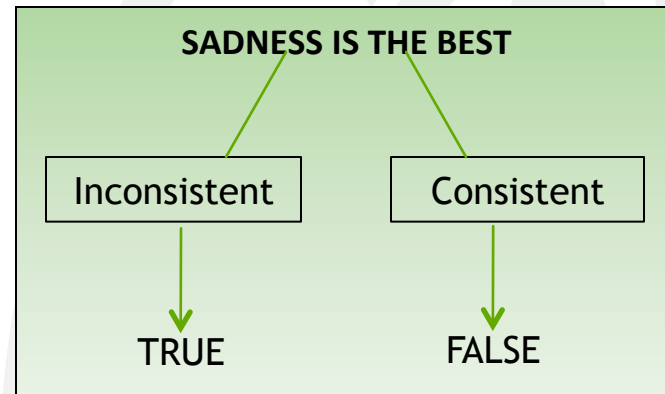 SADNESS IS THE BEST
Inconsistent Consistent
TRUE FALSE